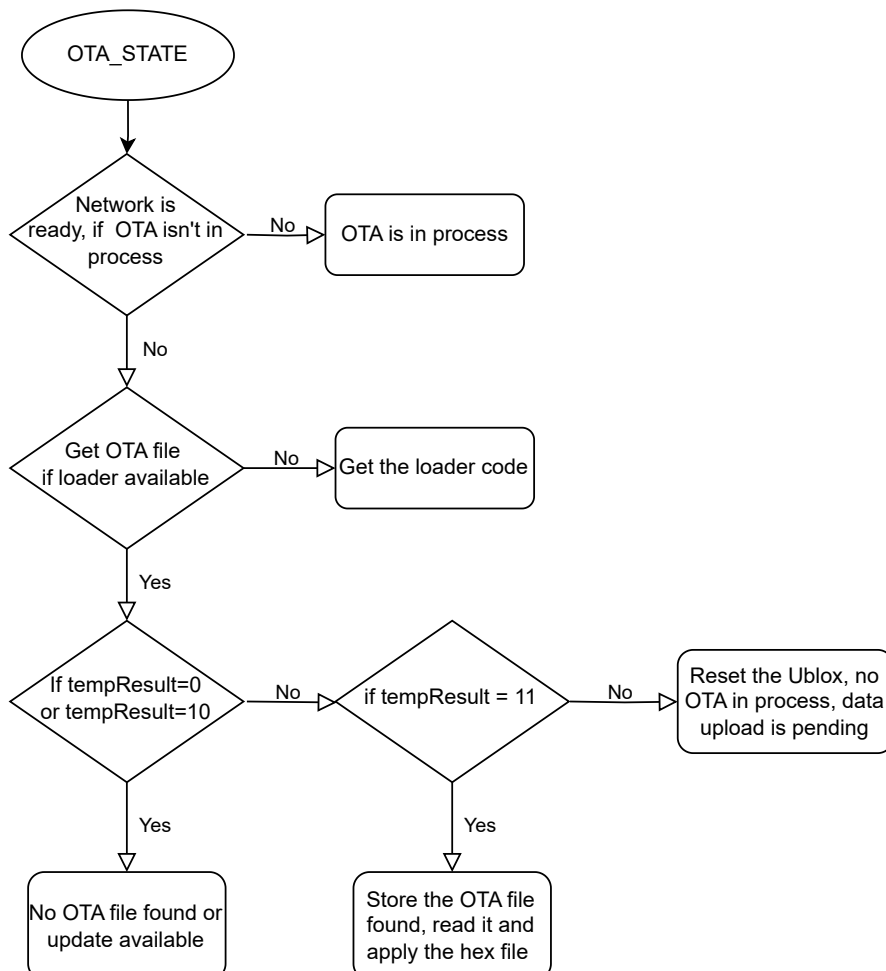 OTA_STATE
Network is
ready, if OTA isn't in
process
No
OTA is in process
No
Get OTA file
if loader available
No
Get the loader code
Yes
If tempResult=0
or tempResult=10
No
if tempResult = 11
No
Reset the Ublox, no
OTA in process, data
upload is pending
Yes
Yes
No OTA file found or
update available
Store the OTA file
found, read it and
apply the hex file